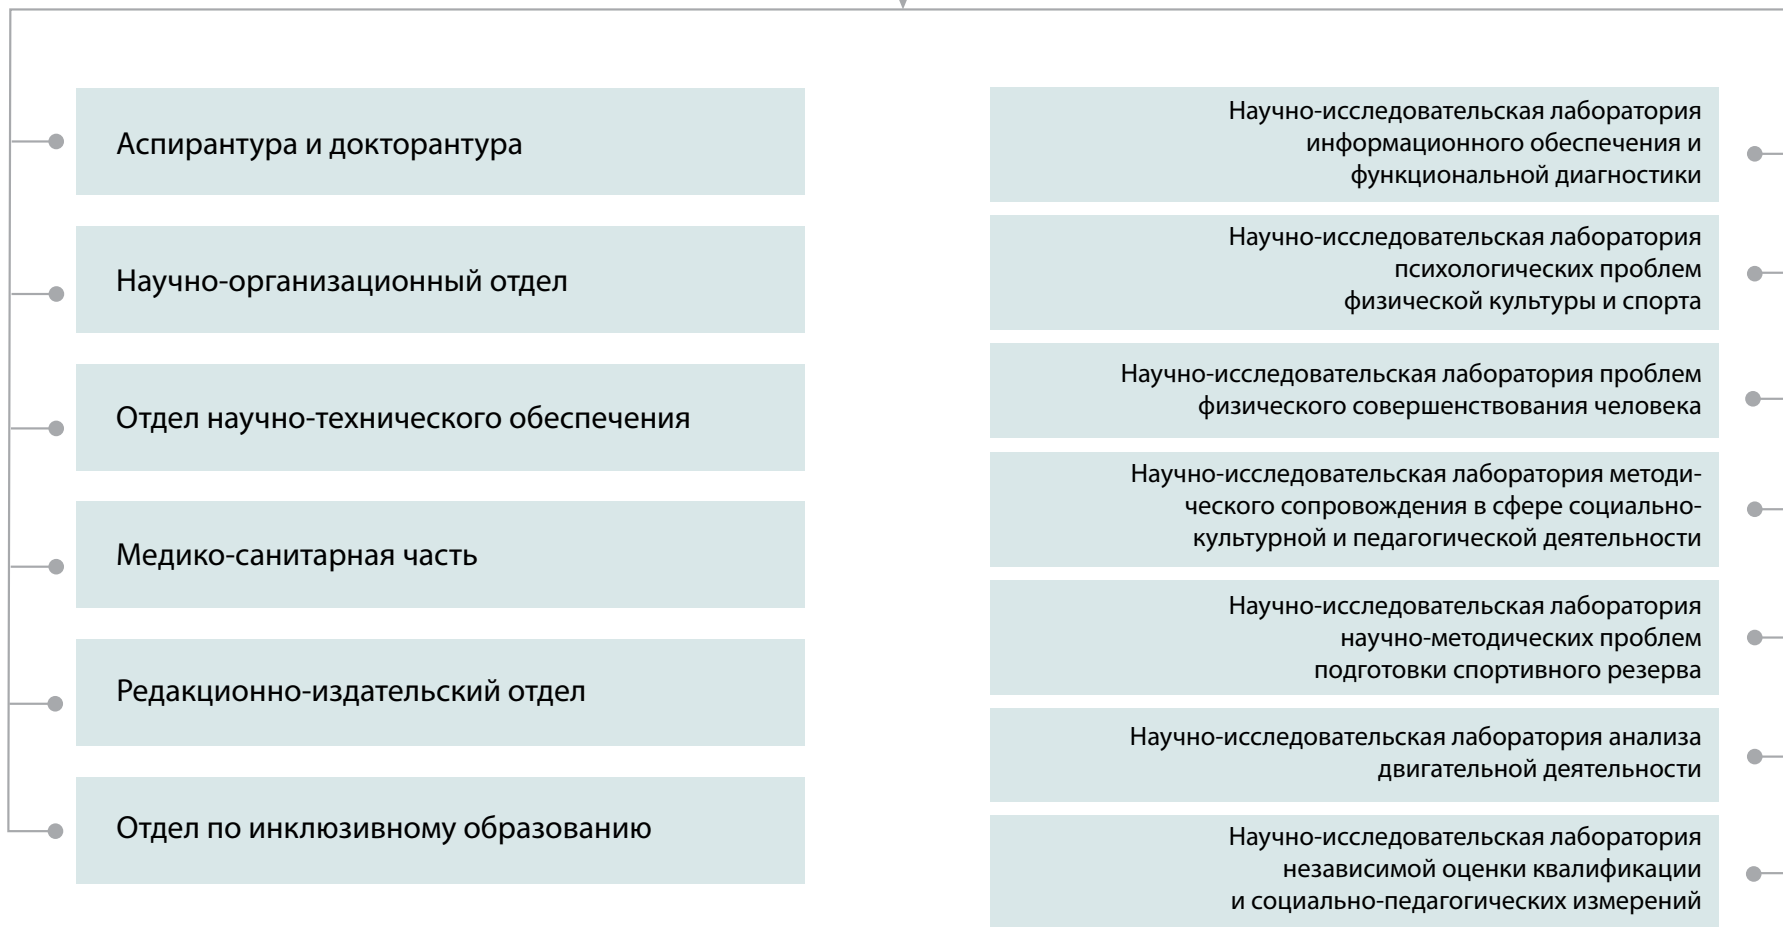 Аспирантура и докторантура
Научно-организационный отдел
Отдел научно-технического обеспечения
Медико-санитарная часть
Редакционно-издательский отдел
Отдел по инклюзивному образованию
Научно-исследовательская лаборатория
информационного обеспечения и
функциональной диагностики
Научно-исследовательская лаборатория
психологических проблем
физической культуры и спорта
Научно-исследовательская лаборатория проблем
физического совершенствования человека
Научно-исследовательская лаборатория методи-
ческого сопровождения в сфере социально-
культурной и педагогической деятельности
Научно-исследовательская лаборатория
научно-методических проблем
подготовки спортивного резерва
Научно-исследовательская лаборатория анализа
двигательной деятельности
Научно-исследовательская лаборатория
независимой оценки квалификации
и социально-педагогических измерений